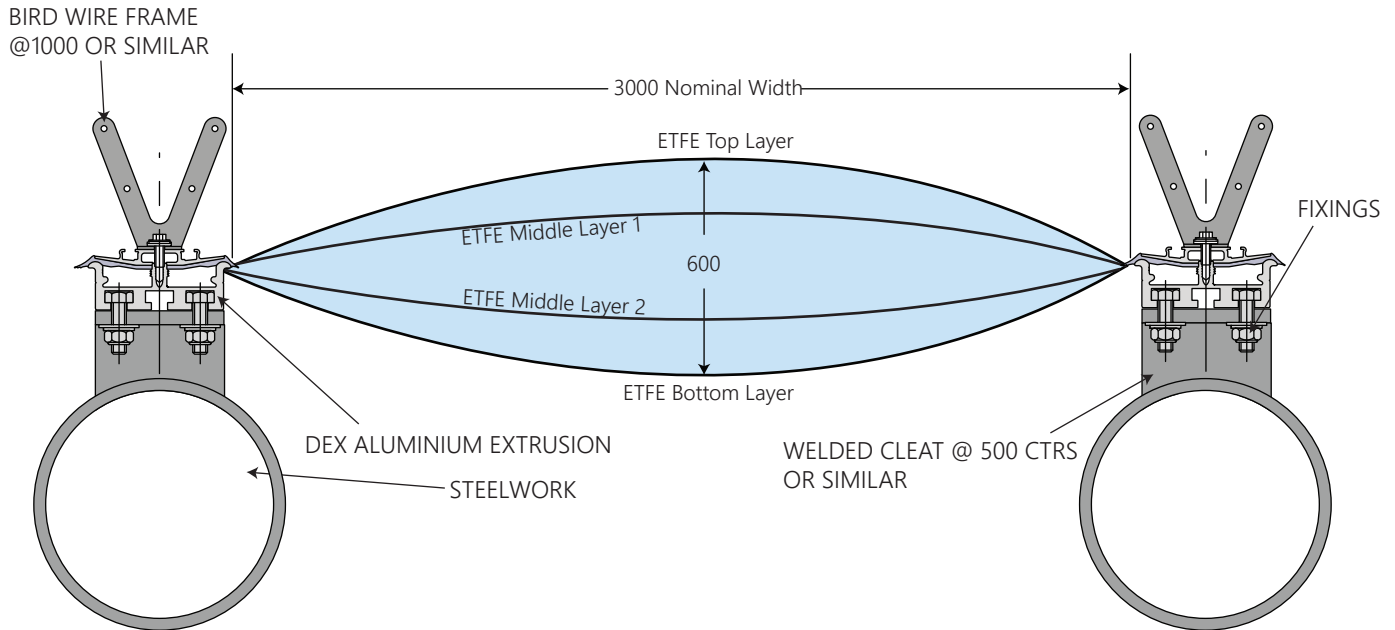 BIRD WIRE FRAME
@1000 OR SIMILAR
3000 Nominal Width
ETFE Top Layer
ETFE Middle Layer 1
FIXINGS
600
ETFE Middle Layer 2
ETFE Bottom Layer
DEX ALUMINIUM EXTRUSION
WELDED CLEAT @ 500 CTRS
OR SIMILAR
STEELWORK